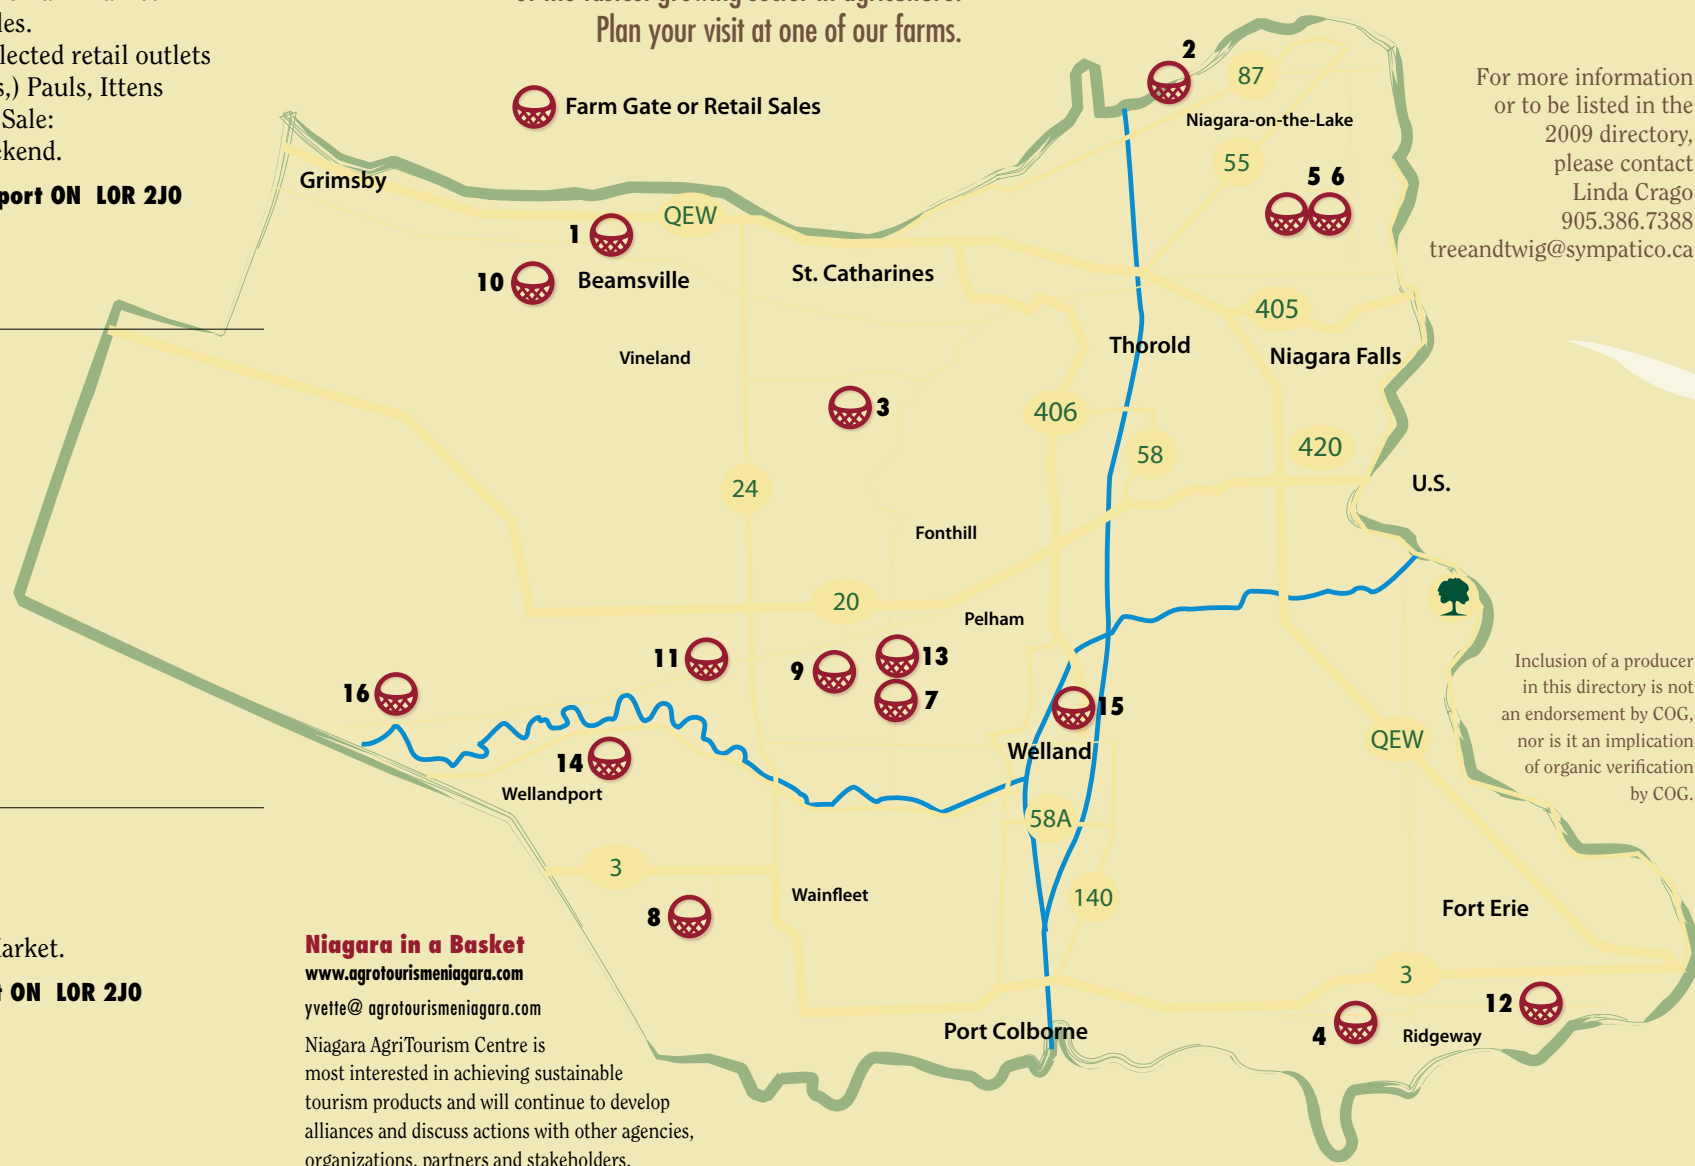 les.
lected retail outlets
s,) Pauls, Ittens
Sale:
ekend.
port ON L0R 2J0
Plan your visit at one of our farms.
Farm Gate or Retail Sales
For more information
or to be listed in the
2009 directory,
please contact
Linda Crago
905.386.7388
treeandtwig@sympatico.ca
2
87
Niagara-on-the-Lake
55
5 6
Grimsby
QEW
1
10
Beamsville
St. Catharines
405
Vineland
Thorold
Niagara Falls
3
406
58
420
24
U.S.
Fonthill
20
Pelham
11
9
13
7
16
15
14
Welland
Wellandport
QEW
58A
3
Wainfleet
140
8
Fort Erie
3
12
4
Ridgeway
Port Colborne
Inclusion of a producer
in this directory is not
an endorsement by COG,
nor is it an implication
of organic verification
by COG.
arket.
t ON L0R 2J0
Niagara in a Basket
www.agrotourismeniagara.com
yvette@ agrotourismeniagara.com
Niagara AgriTourism Centre is
most interested in achieving sustainable
tourism products and will continue to develop
alliances and discuss actions with other agencies,
organizations, partners and stakeholders.